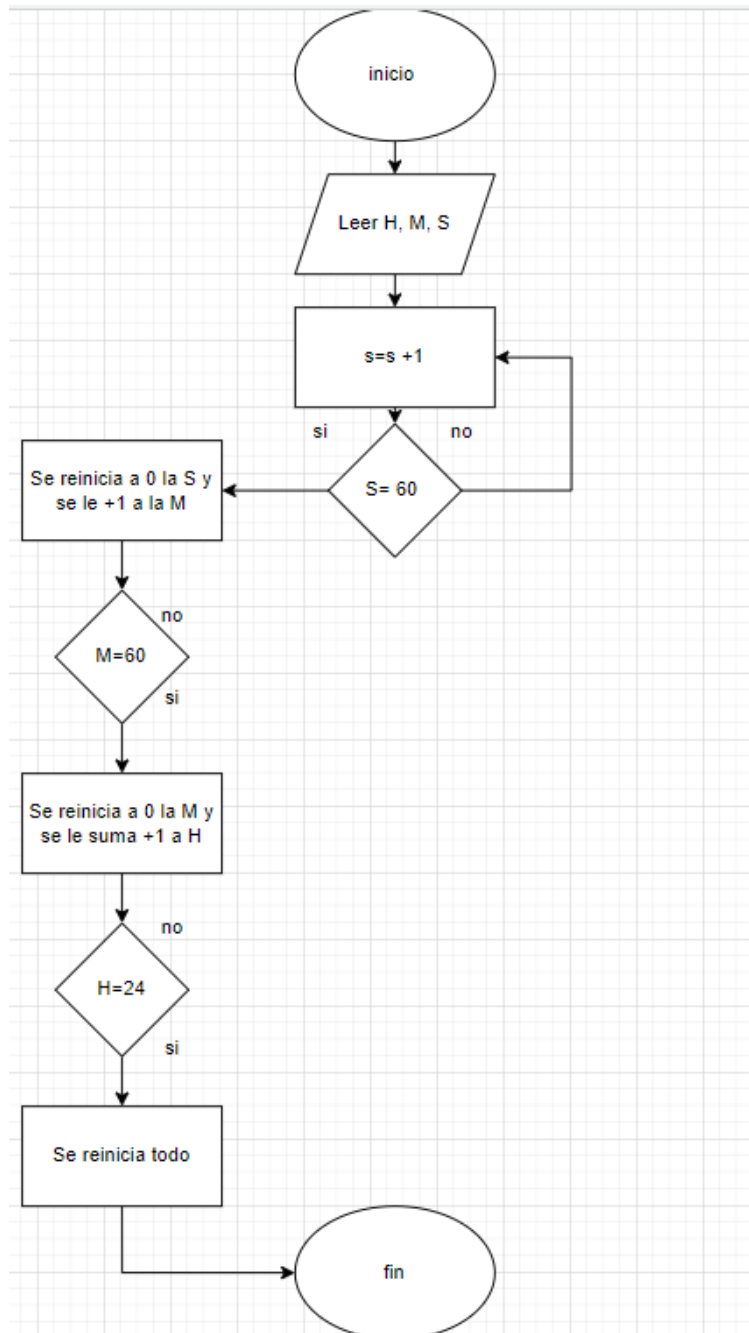 inicio
Leer H, M, S
s=s +1
si
no
S= 60
Se reinicia a 0 la S y
se le +1 a la M
no
M=60
si
Se reinicia a 0 la M y
se le suma +1 a H
no
H=24
si
Se reinicia todo
fin